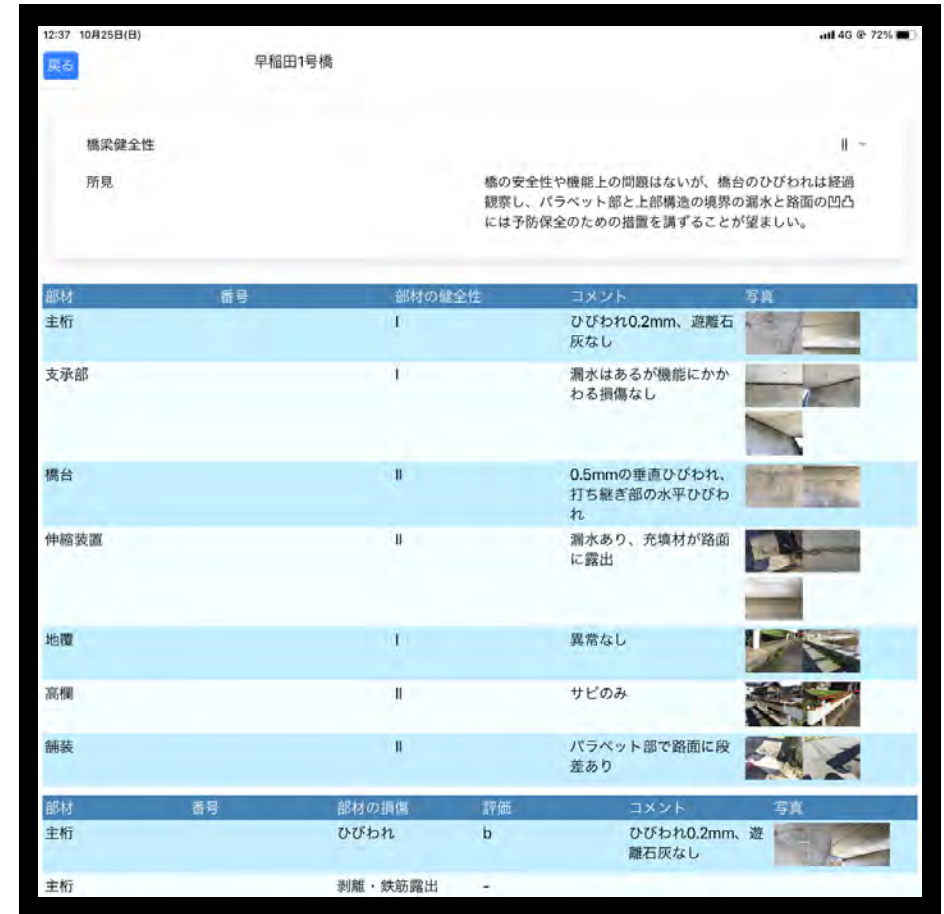 12:37 10月25日(日) 4G 72%
戻る 早稲田1号橋
橋梁健全性 II
所見 橋の安全性や機能上の問題はないが、橋台のひびわれは経過
観察し、パラペット部と上部構造の境界の漏水と路面の凹凸
には予防保全のための措置を講ずることが望ましい。
部材 番号 部材の健全性 コメント 写真
主桁 I ひびわれ0.2mm、遊離石
灰なし
支承部 I 漏水はあるが機能にかか
わる損傷なし
橋台 II 0.5mmの垂直ひびわれ、
打ち継ぎ部の水平ひびわ
れ
伸縮装置 II 漏水あり、充填材が路面
に露出
地覆 I 異常なし
高欄 II サビのみ
舗装 II パラペット部で路面に段
差あり
部材 番号 部材の損傷 評価 コメント 写真
主桁 ひびわれ b ひびわれ0.2mm、遊
離石灰なし
主桁 剥離・鉄筋露出 -